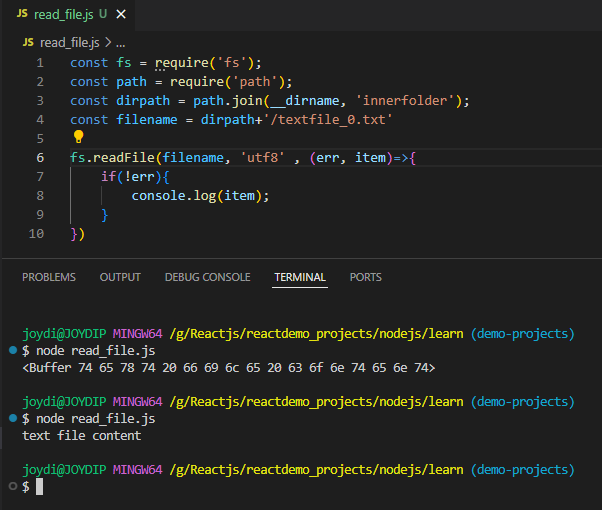 JS read_file.js U ×
JS read_file.js > ...
1 const fs = require('fs');
2 const path = require('path');
3 const dirpath = path.join(__dirname, 'innerfolder');
4 const filename = dirpath+'/textfile_0.txt'
5
6 fs.readFile(filename, 'utf8' , (err, item)=>{
7 if(!err){
8 console.log(item);
9 }
10 })
PROBLEMS OUTPUT DEBUG CONSOLE TERMINAL PORTS
joydi@JOYDIP MINGW64 /g/Reactjs/reactdemo_projects/nodejs/learn (demo-projects)
$ node read_file.js
<Buffer 74 65 78 74 20 66 69 6c 65 20 63 6f 6e 74 65 6e 74>
joydi@JOYDIP MINGW64 /g/Reactjs/reactdemo_projects/nodejs/learn (demo-projects)
$ node read_file.js
text file content
joydi@JOYDIP MINGW64 /g/Reactjs/reactdemo_projects/nodejs/learn (demo-projects)
$